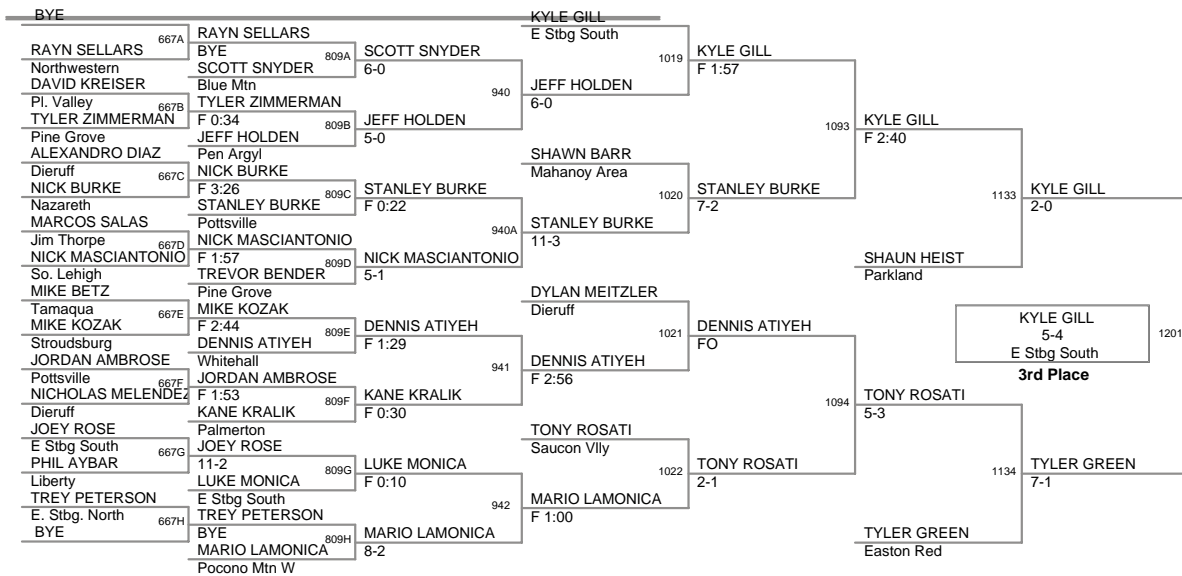 BYE
667A
RAYN SELLARS
Northwestern
DAVID KREISER
Pl. Valley
667B
TYLER ZIMMERMAN
Pine Grove
ALEXANDRO DIAZ
Dieruff
667C
NICK BURKE
Nazareth
MARCOS SALAS
Jim Thorpe
667D
NICK MASCIANTONIO
So. Lehigh
MIKE BETZ
Tamaqua
667E
MIKE KOZAK
Stroudsburg
JORDAN AMBROSE
Pottsville
667F
NICHOLAS MELENDEZ
Dieruff
JOEY ROSE
E Stbg South
667G
PHIL AYBAR
Liberty
TREY PETERSON
E. Stbg. North
667H
BYE
RAYN SELLARS
BYE
809A
SCOTT SNYDER
Blue Mtn
TYLER ZIMMERMAN
F 0:34
809B
JEFF HOLDEN
Pen Argyl
NICK BURKE
F 3:26
809C
STANLEY BURKE
Pottsville
NICK MASCIANTONIO
F 1:57
809D
TREVOR BENDER
Pine Grove
MIKE KOZAK
F 2:44
809E
DENNIS ATIYEH
Whitehall
JORDAN AMBROSE
F 1:53
809F
KANE KRALIK
Palmerton
JOEY ROSE
11-2
809G
LUKE MONICA
E Stbg South
TREY PETERSON
BYE
809H
MARIO LAMONICA
Pocono Mtn W
SCOTT SNYDER
6-0
940
JEFF HOLDEN
5-0
STANLEY BURKE
F 0:22
940A
NICK MASCIANTONIO
5-1
DENNIS ATIYEH
F 1:29
941
KANE KRALIK
F 0:30
LUKE MONICA
F 0:10
942
MARIO LAMONICA
8-2
KYLE GILL
E Stbg South
1019
JEFF HOLDEN
6-0
SHAWN BARR
Mahanoy Area
1020
STANLEY BURKE
11-3
DYLAN MEITZLER
Dieruff
1021
DENNIS ATIYEH
F 2:56
TONY ROSATI
Saucon Vlly
1022
MARIO LAMONICA
F 1:00
KYLE GILL
F 1:57
1093
STANLEY BURKE
7-2
DENNIS ATIYEH
FO
1094
TONY ROSATI
2-1
KYLE GILL
F 2:40
1133
SHAUN HEIST
Parkland
TONY ROSATI
5-3
1134
TYLER GREEN
Easton Red
KYLE GILL
2-0
KYLE GILL
5-4
E Stbg South
1201
3rd Place
TYLER GREEN
7-1